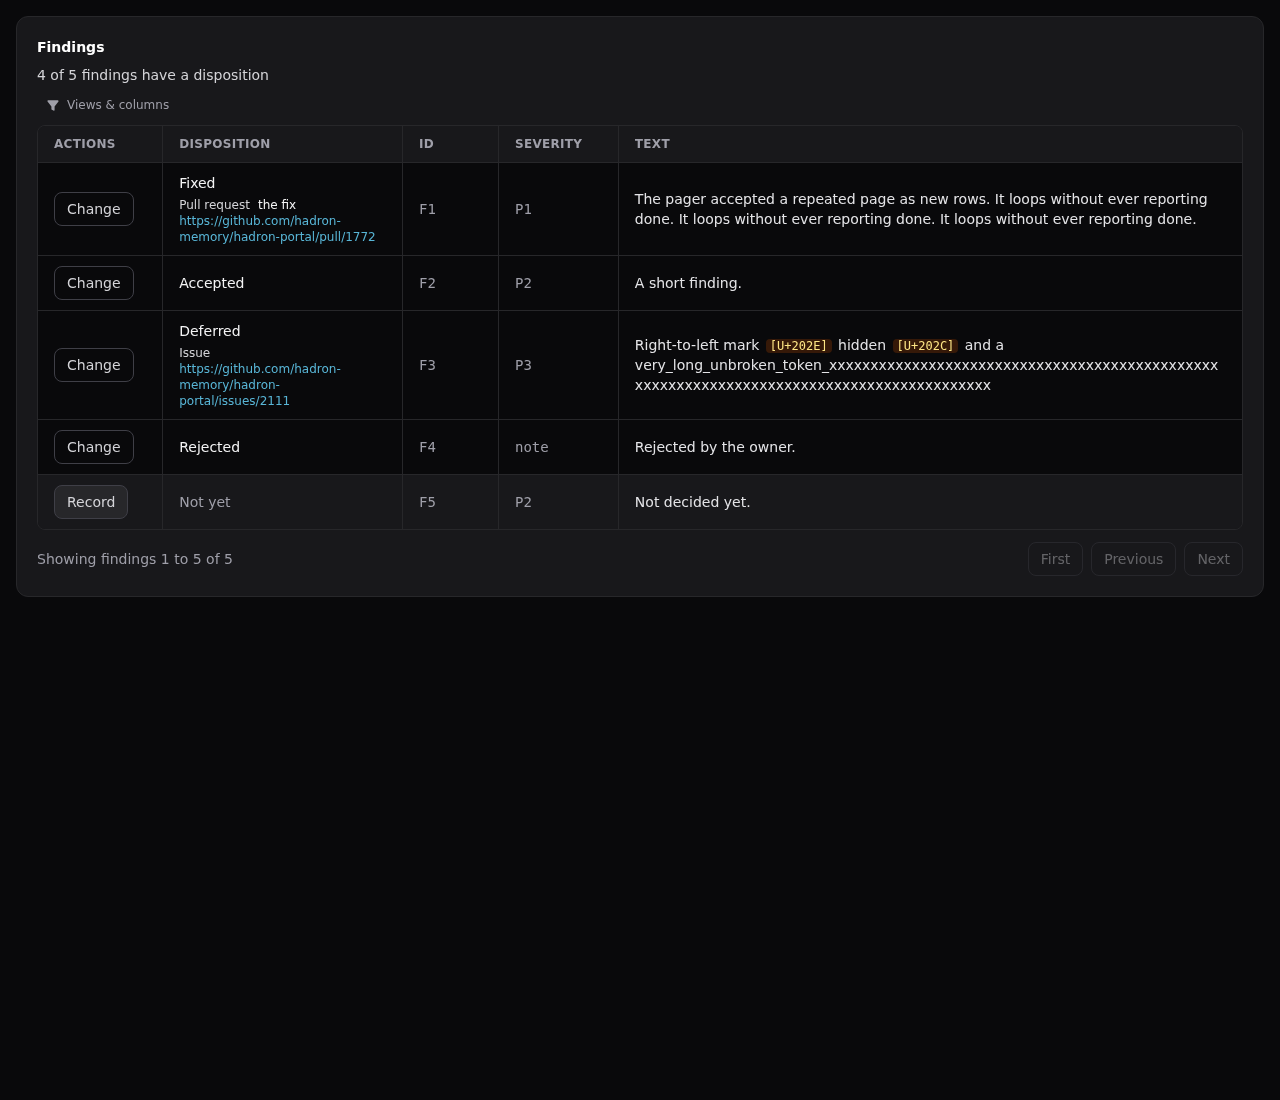 Findings
4 of 5 findings have a disposition
Views & columns
ACTIONS DISPOSITION ID SEVERITY TEXT
Change
Fixed
Pull request the fix
https://github.com/hadron-
memory/hadron-portal/pull/1772
F1
P1
The pager accepted a repeated page as new rows. It loops without ever reporting
done. It loops without ever reporting done. It loops without ever reporting done.
Change
Accepted
F2
P2
A short finding.
Change
Deferred
Issue
https://github.com/hadron-
memory/hadron-
portal/issues/2111
F3
P3
Right-to-left mark [U+202E] hidden [U+202C] and a
very_long_unbroken_token_xxxxxxxxxxxxxxxxxxxxxxxxxxxxxxxxxxxxxxxxxxxxxxx
xxxxxxxxxxxxxxxxxxxxxxxxxxxxxxxxxxxxxxxxxxx
Change
Rejected
F4
note
Rejected by the owner.
Record
Not yet
F5
P2
Not decided yet.
Showing findings 1 to 5 of 5
First Previous Next